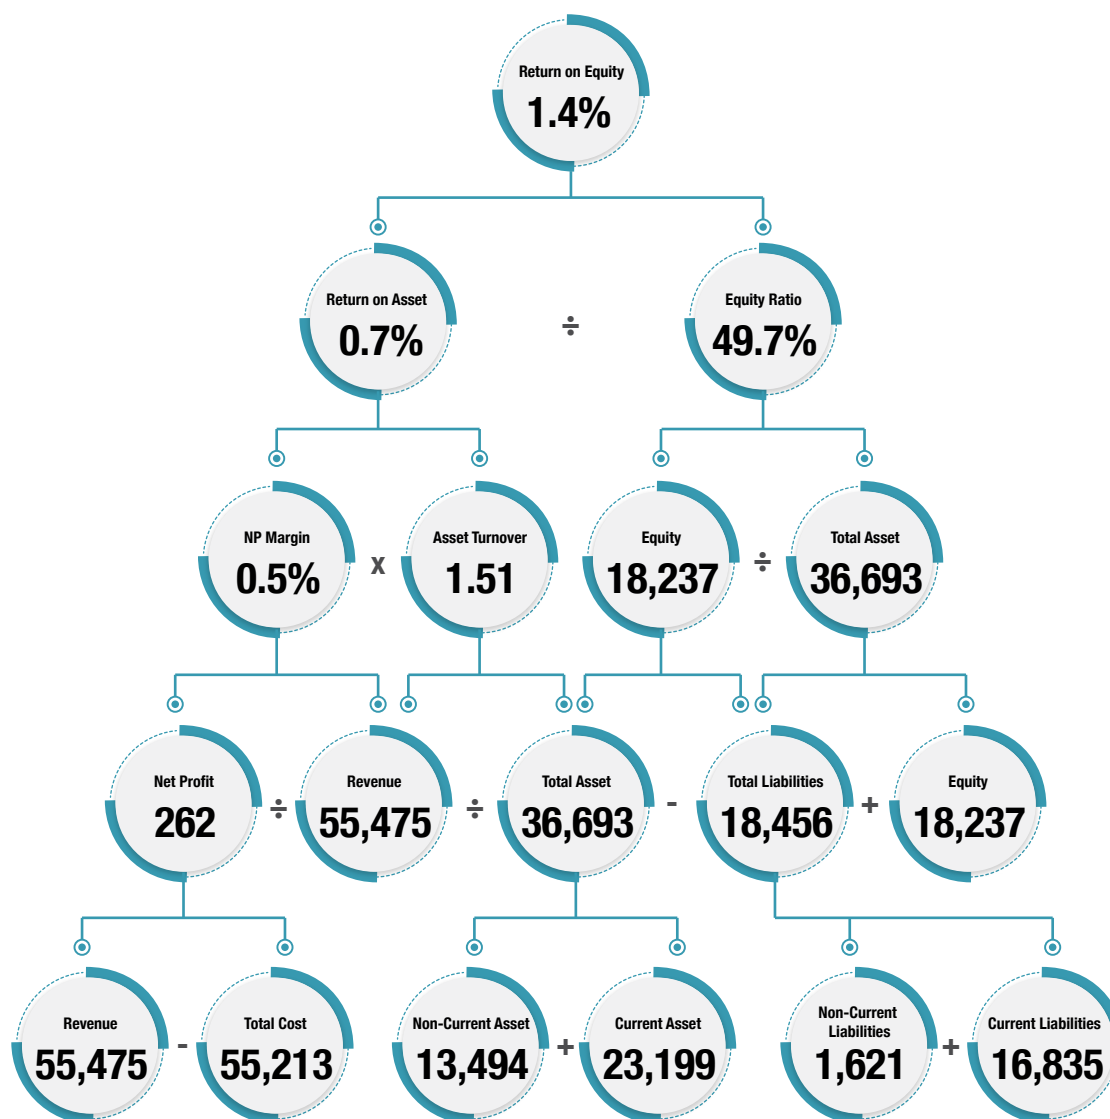 Return on Equity
1.4%
Return on Asset
0.7%
÷
Equity Ratio
49.7%
NP Margin
0.5%
x
Asset Turnover
1.51
Equity
18,237
÷
Total Asset
36,693
Net Profit
262
÷
Revenue
55,475
÷
Total Asset
36,693
-
Total Liabilities
18,456
+
Equity
18,237
Revenue
55,475
-
Total Cost
55,213
Non-Current Asset
13,494
+
Current Asset
23,199
Non-Current
Liabilities
1,621
+
Current Liabilities
16,835